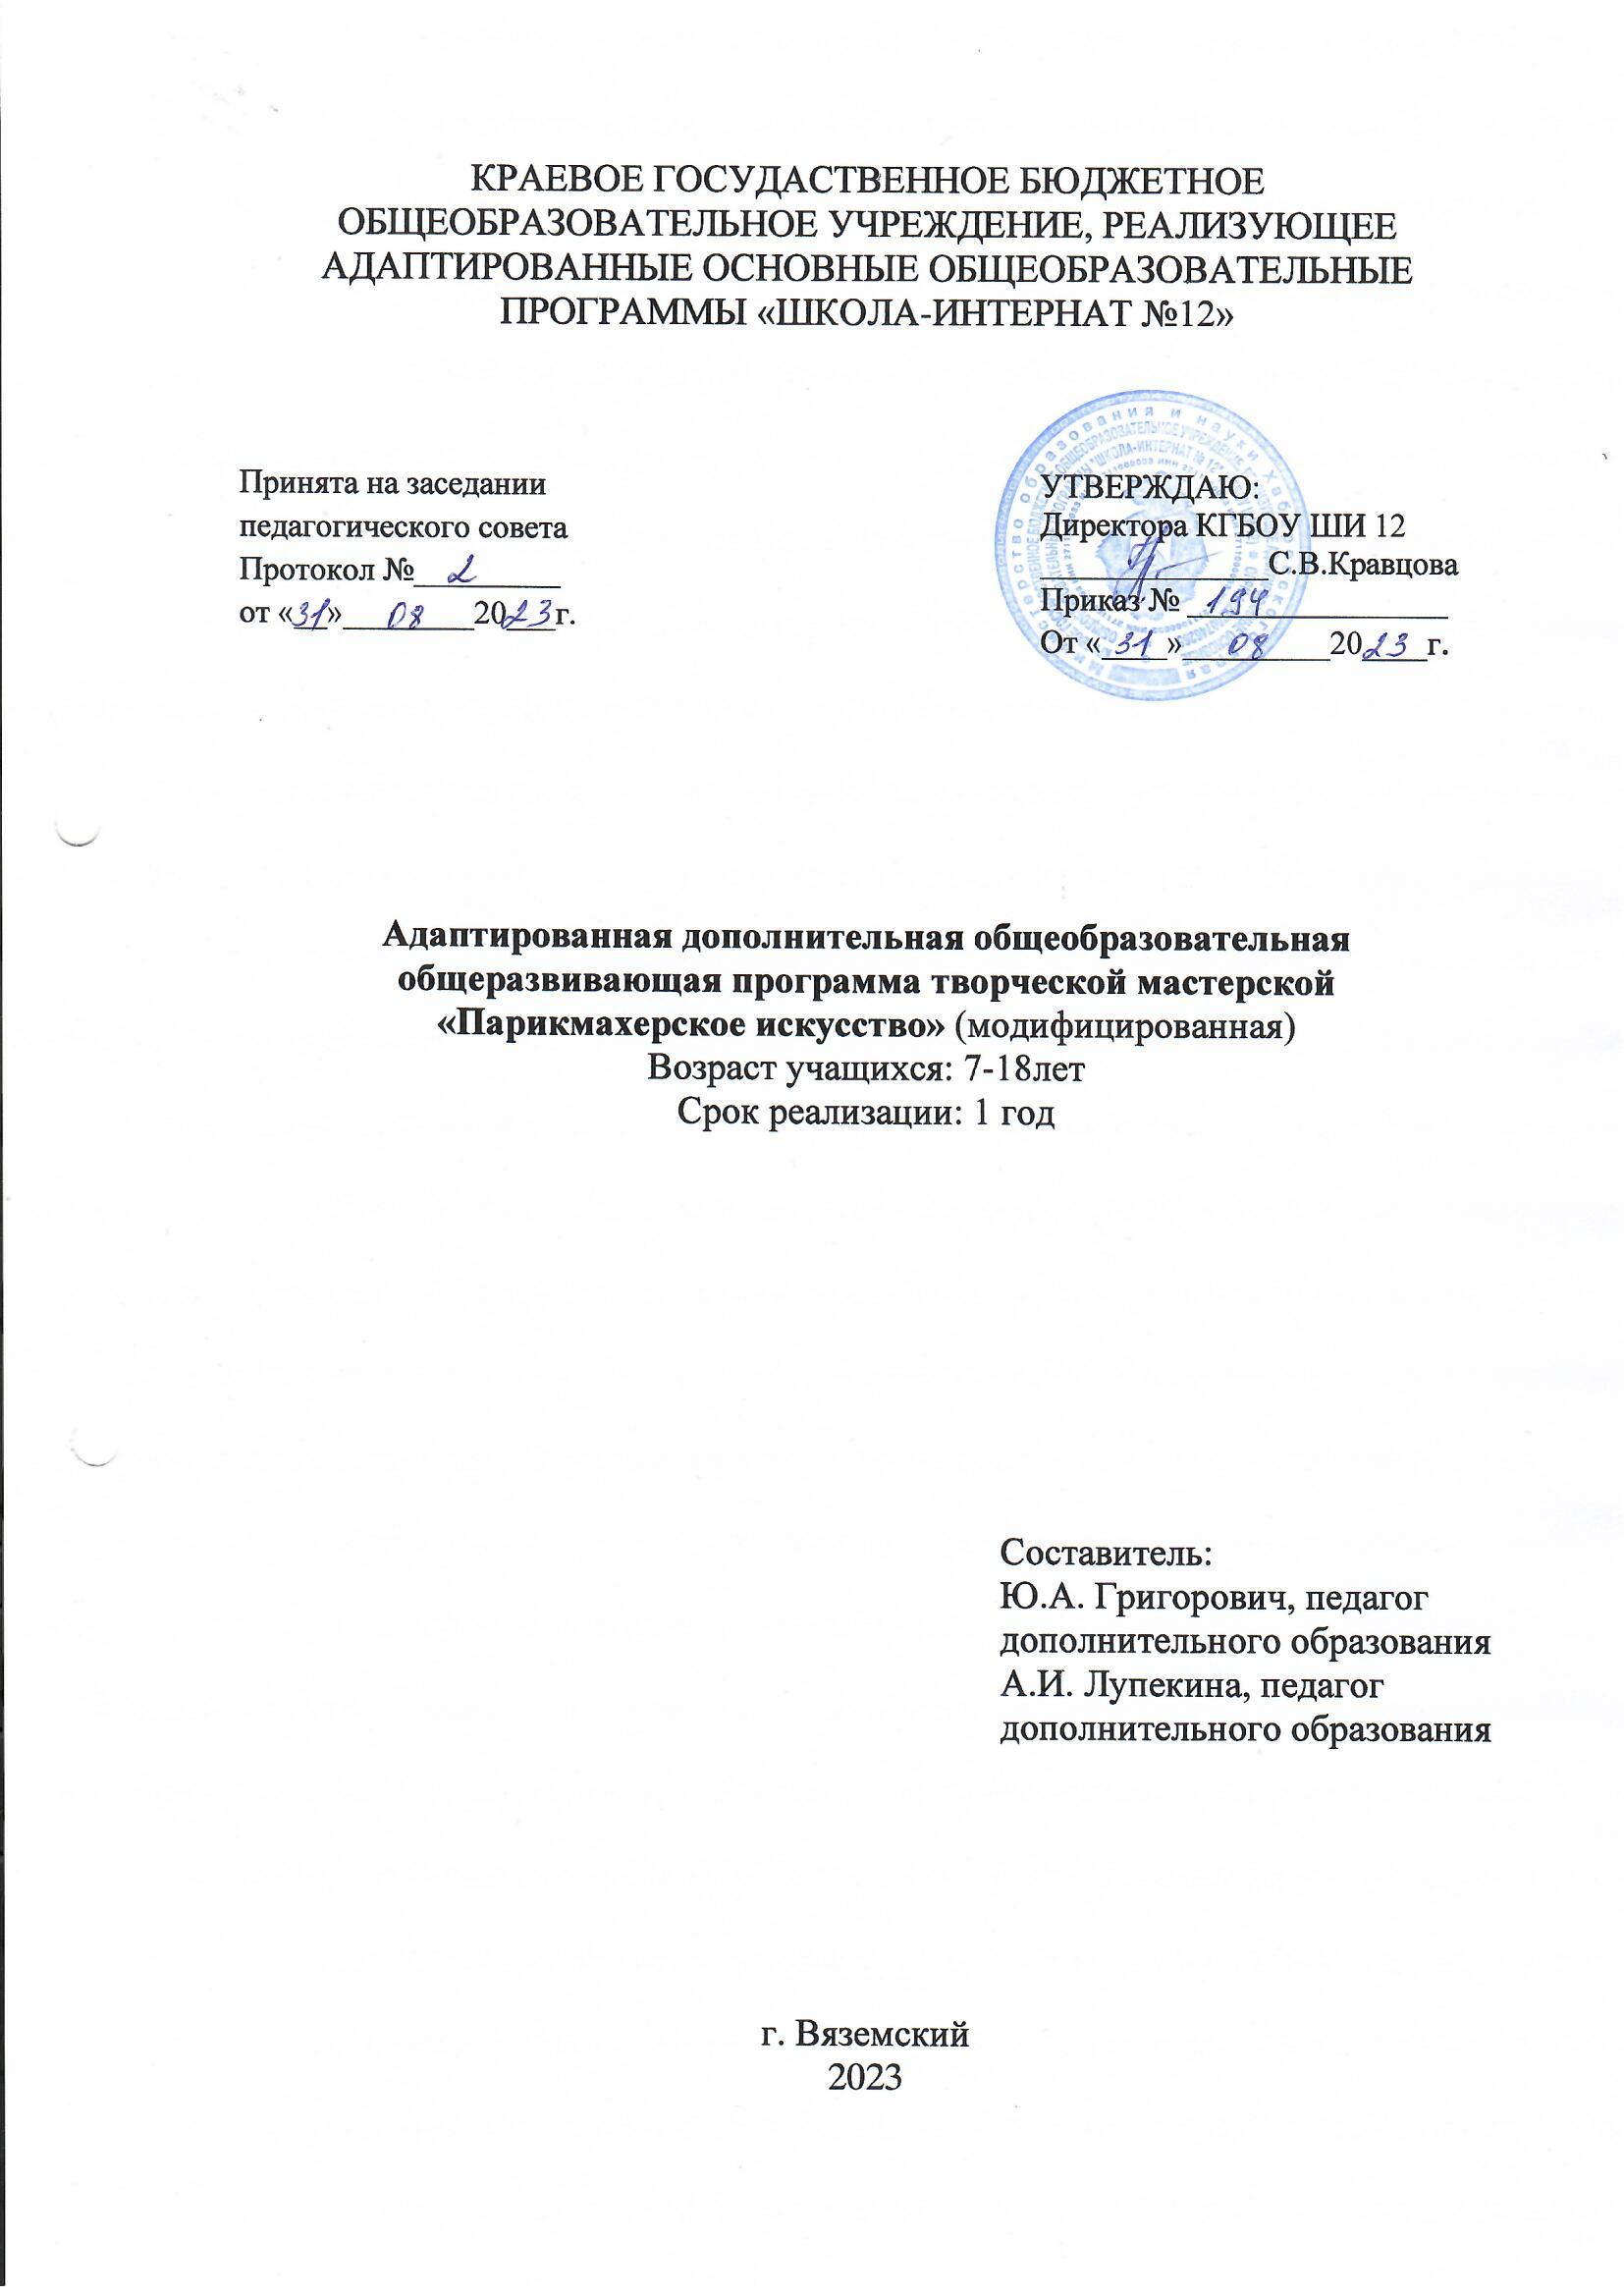 КРАЕВОЕ ГОСУДАСТВЕННОЕ БЮДЖЕТНОЕ
ОБЩЕОБРАЗОВАТЕЛЬНОЕ УЧРЕЖДЕНИЕ, РЕАЛИЗУЮЩЕЕ
АДАПТИРОВАННЫЕ ОСНОВНЫЕ ОБЩЕОБРАЗОВАТЕЛЬНЫЕ
ПРОГРАММЫ «ШКОЛА-ИНТЕРНАТ №12»
Принята на заседании
педагогического совета
Протокол № 2
от «31» 08 2023г.
УТВЕРЖДАЮ:
Директора КГБОУ ШИ 12
С.В.Кравцова
Приказ № 194
От «31» 08 2023 г.
Адаптированная дополнительная общеобразовательная
общеразвивающая программа творческой мастерской
«Парикмахерское искусство» (модифицированная)
Возраст учащихся: 7-18лет
Срок реализации: 1 год
Составитель:
Ю.А. Григорович, педагог
дополнительного образования
А.И. Лупекина, педагог
дополнительного образования
г. Вяземский
2023